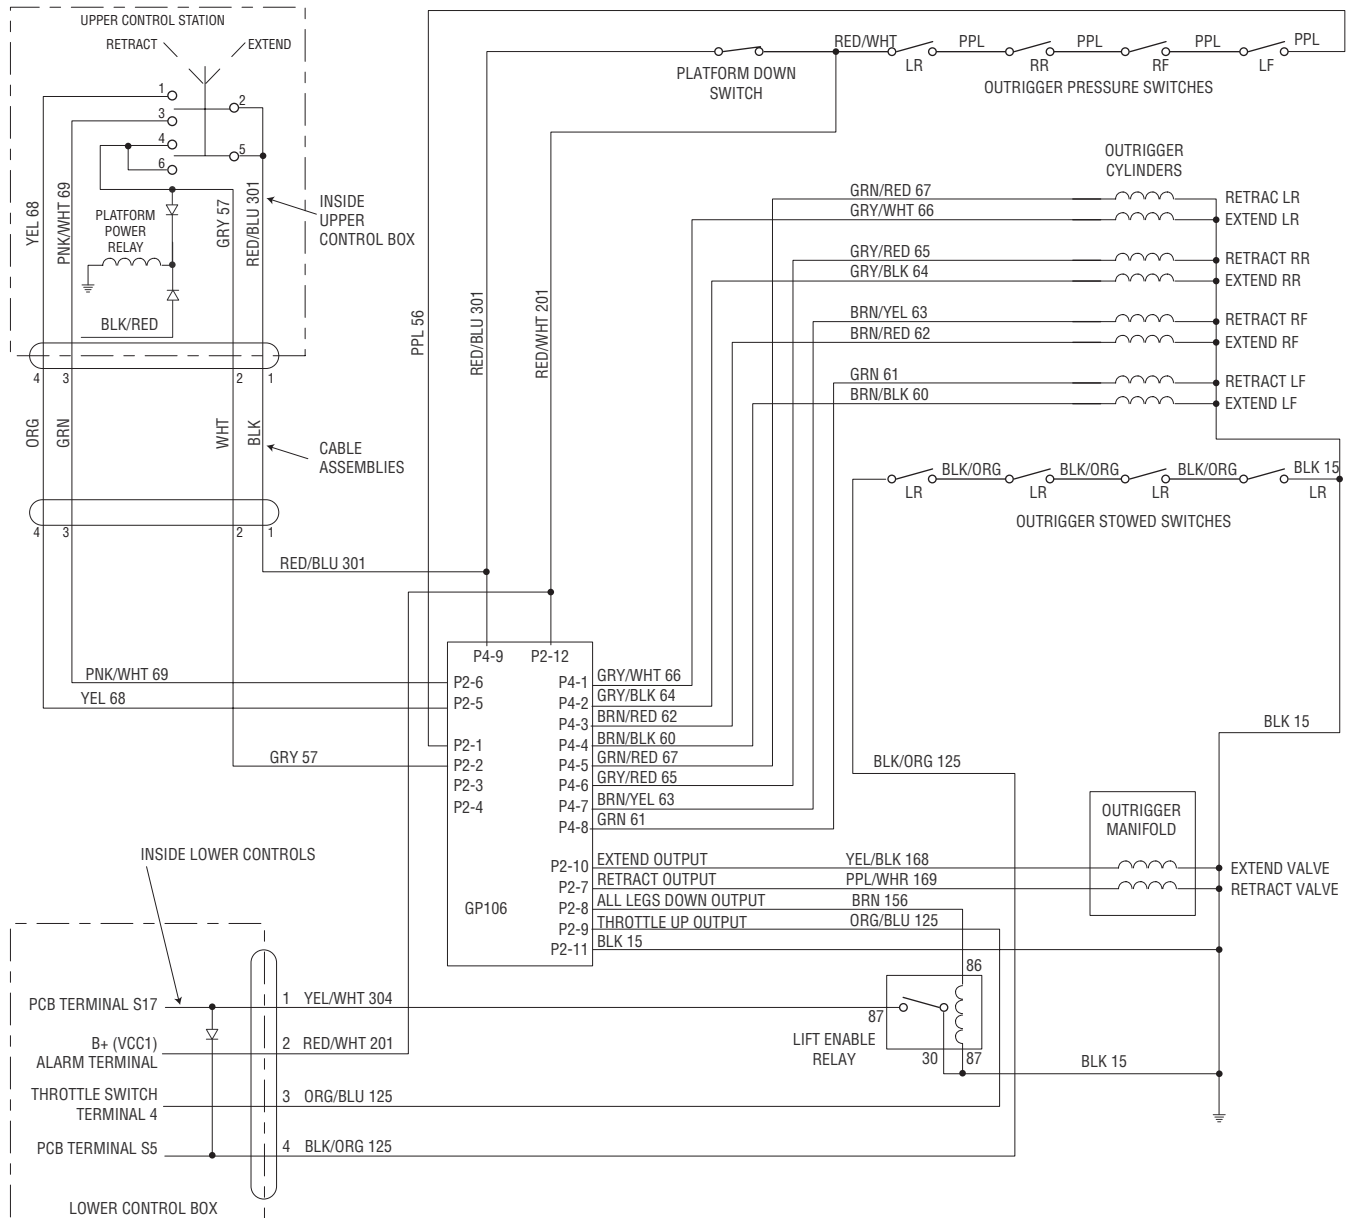 UPPER CONTROL STATION
RETRACT
EXTEND
1
2
3
4
5
6
YEL 68
PNK/WHT 69
PLATFORM
POWER
RELAY
GRY 57
RED/BLU 301
INSIDE
UPPER
CONTROL BOX
BLK/RED
4
3
2
1
ORG
GRN
WHT
BLK
CABLE
ASSEMBLIES
4
3
2
1
RED/BLU 301
PPL 56
RED/BLU 301
RED/WHT 201
PLATFORM DOWN
SWITCH
RED/WHT
PPL
PPL
PPL
PPL
LR
RR
RF
LF
OUTRIGGER PRESSURE SWITCHES
OUTRIGGER
CYLINDERS
GRN/RED 67
RETRAC LR
GRY/WHT 66
EXTEND LR
GRY/RED 65
RETRACT RR
GRY/BLK 64
EXTEND RR
BRN/YEL 63
RETRACT RF
BRN/RED 62
EXTEND RF
GRN 61
RETRACT LF
BRN/BLK 60
EXTEND LF
BLK/ORG
BLK/ORG
BLK/ORG
BLK 15
LR
LR
LR
LR
OUTRIGGER STOWED SWITCHES
PNK/WHT 69
YEL 68
GRY 57
P4-9
P2-12
P2-6
P2-5
P2-1
P2-2
P2-3
P2-4
GP106
P4-1
GRY/WHT 66
P4-2
GRY/BLK 64
P4-3
BRN/RED 62
P4-4
BRN/BLK 60
P4-5
GRN/RED 67
P4-6
GRY/RED 65
P4-7
BRN/YEL 63
P4-8
GRN 61
P2-10
EXTEND OUTPUT
YEL/BLK 168
P2-7
RETRACT OUTPUT
PPL/WHR 169
P2-8
ALL LEGS DOWN OUTPUT
BRN 156
P2-9
THROTTLE UP OUTPUT
ORG/BLU 125
P2-11
BLK 15
BLK/ORG 125
BLK 15
OUTRIGGER
MANIFOLD
EXTEND VALVE
RETRACT VALVE
86
87
30
87
LIFT ENABLE
RELAY
BLK 15
INSIDE LOWER CONTROLS
PCB TERMINAL S17
1
YEL/WHT 304
B+ (VCC1)
ALARM TERMINAL
2
RED/WHT 201
THROTTLE SWITCH
TERMINAL 4
3
ORG/BLU 125
PCB TERMINAL S5
4
BLK/ORG 125
LOWER CONTROL BOX